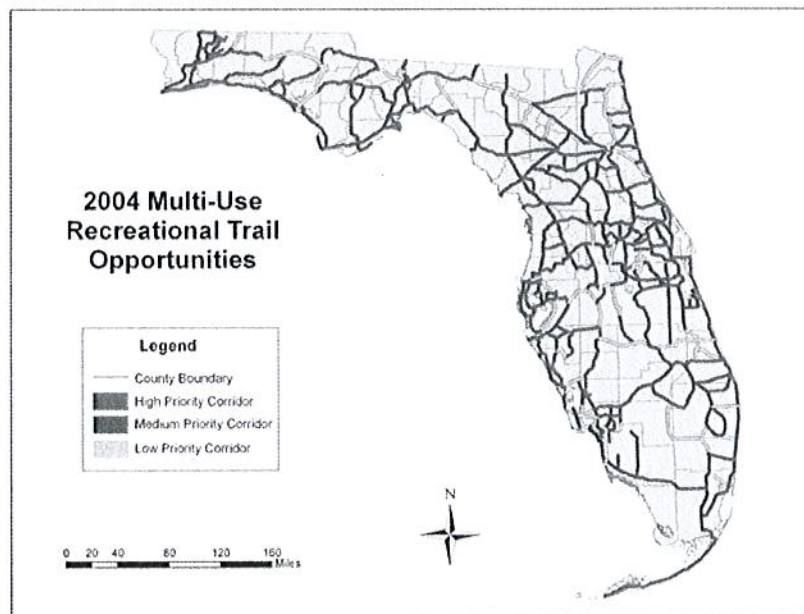 2004 Multi-Use
Recreational Trail
Opportunities
Legend
County Boundary
High Priority Corridor
Medium Priority Corridor
Low Priority Corridor
N
0 20 40 80 120 160
Miles